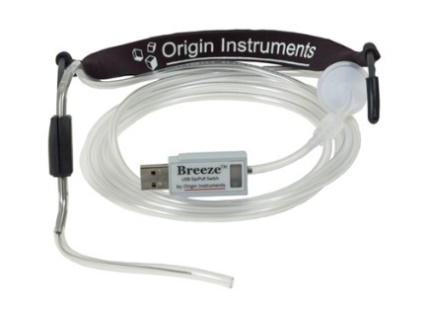 Origin Instruments
Breeze™
USB Sip/Puff Switch
by Origin Instruments